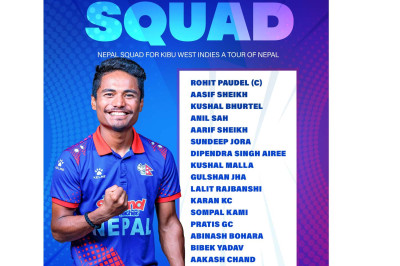 SQUAD
NEPAL SQUAD FOR KIBU WEST INDIES A TOUR OF NEPAL
ROHIT PAUDEL (C)
AASIF SHEIKH
KUSHAL BHURTEL
ANIL SAH
AARIF SHEIKH
SUNDEEP JORA
DIPENDRA SINGH AIREE
KUSHAL MALLA
GULSHAN JHA
LALIT RAJBANSHI
KARAN KC
SOMPAL KAMI
PRATIS GC
ABINASH BOHARA
BIBEK YADAV
AAKASH CHAND
NEPAL